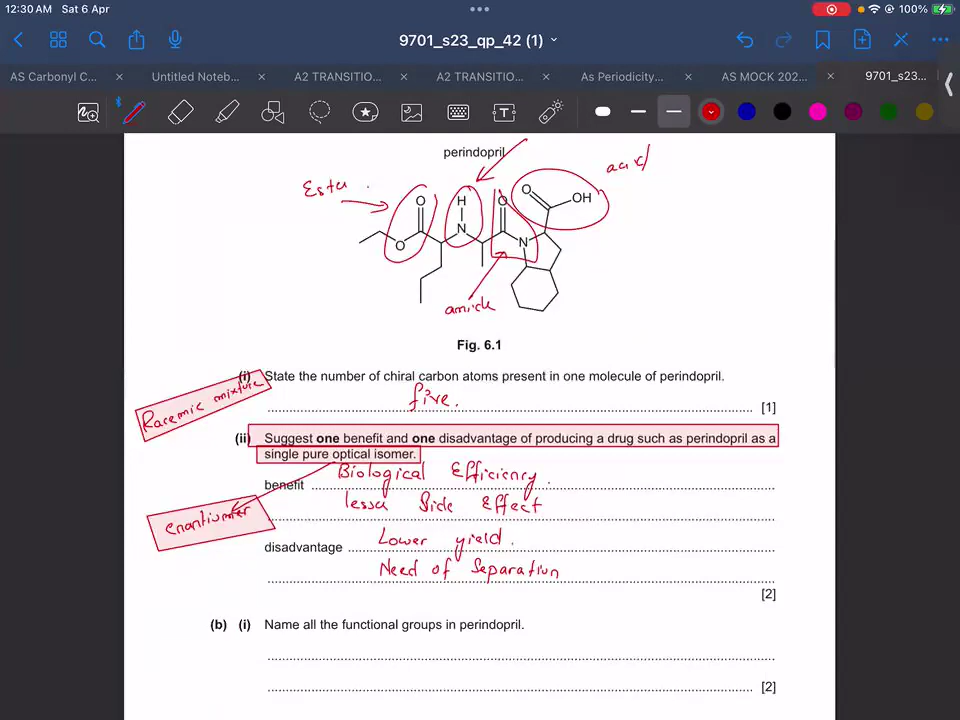 12:30 AM Sat 6 Apr
100%
9701_s23_qp_42 (1)
AS Carbonyl C...
Untitled Noteb...
A2 TRANSITIO...
A2 TRANSITIO...
As Periodicity...
AS MOCK 202...
9701_s23...
perindopril
Ester
acid
O
H
O
O
OH
O
N
N
amide
Fig. 6.1
Racemic mixture
(i) State the number of chiral carbon atoms present in one molecule of perindopril.
five.
[1]
(ii) Suggest one benefit and one disadvantage of producing a drug such as perindopril as a
single pure optical isomer.
benefit Biological Efficiency.
lesser Side Effect
enantiomer
disadvantage Lower yield.
Need of Separation
[2]
(b) (i) Name all the functional groups in perindopril.
[2]